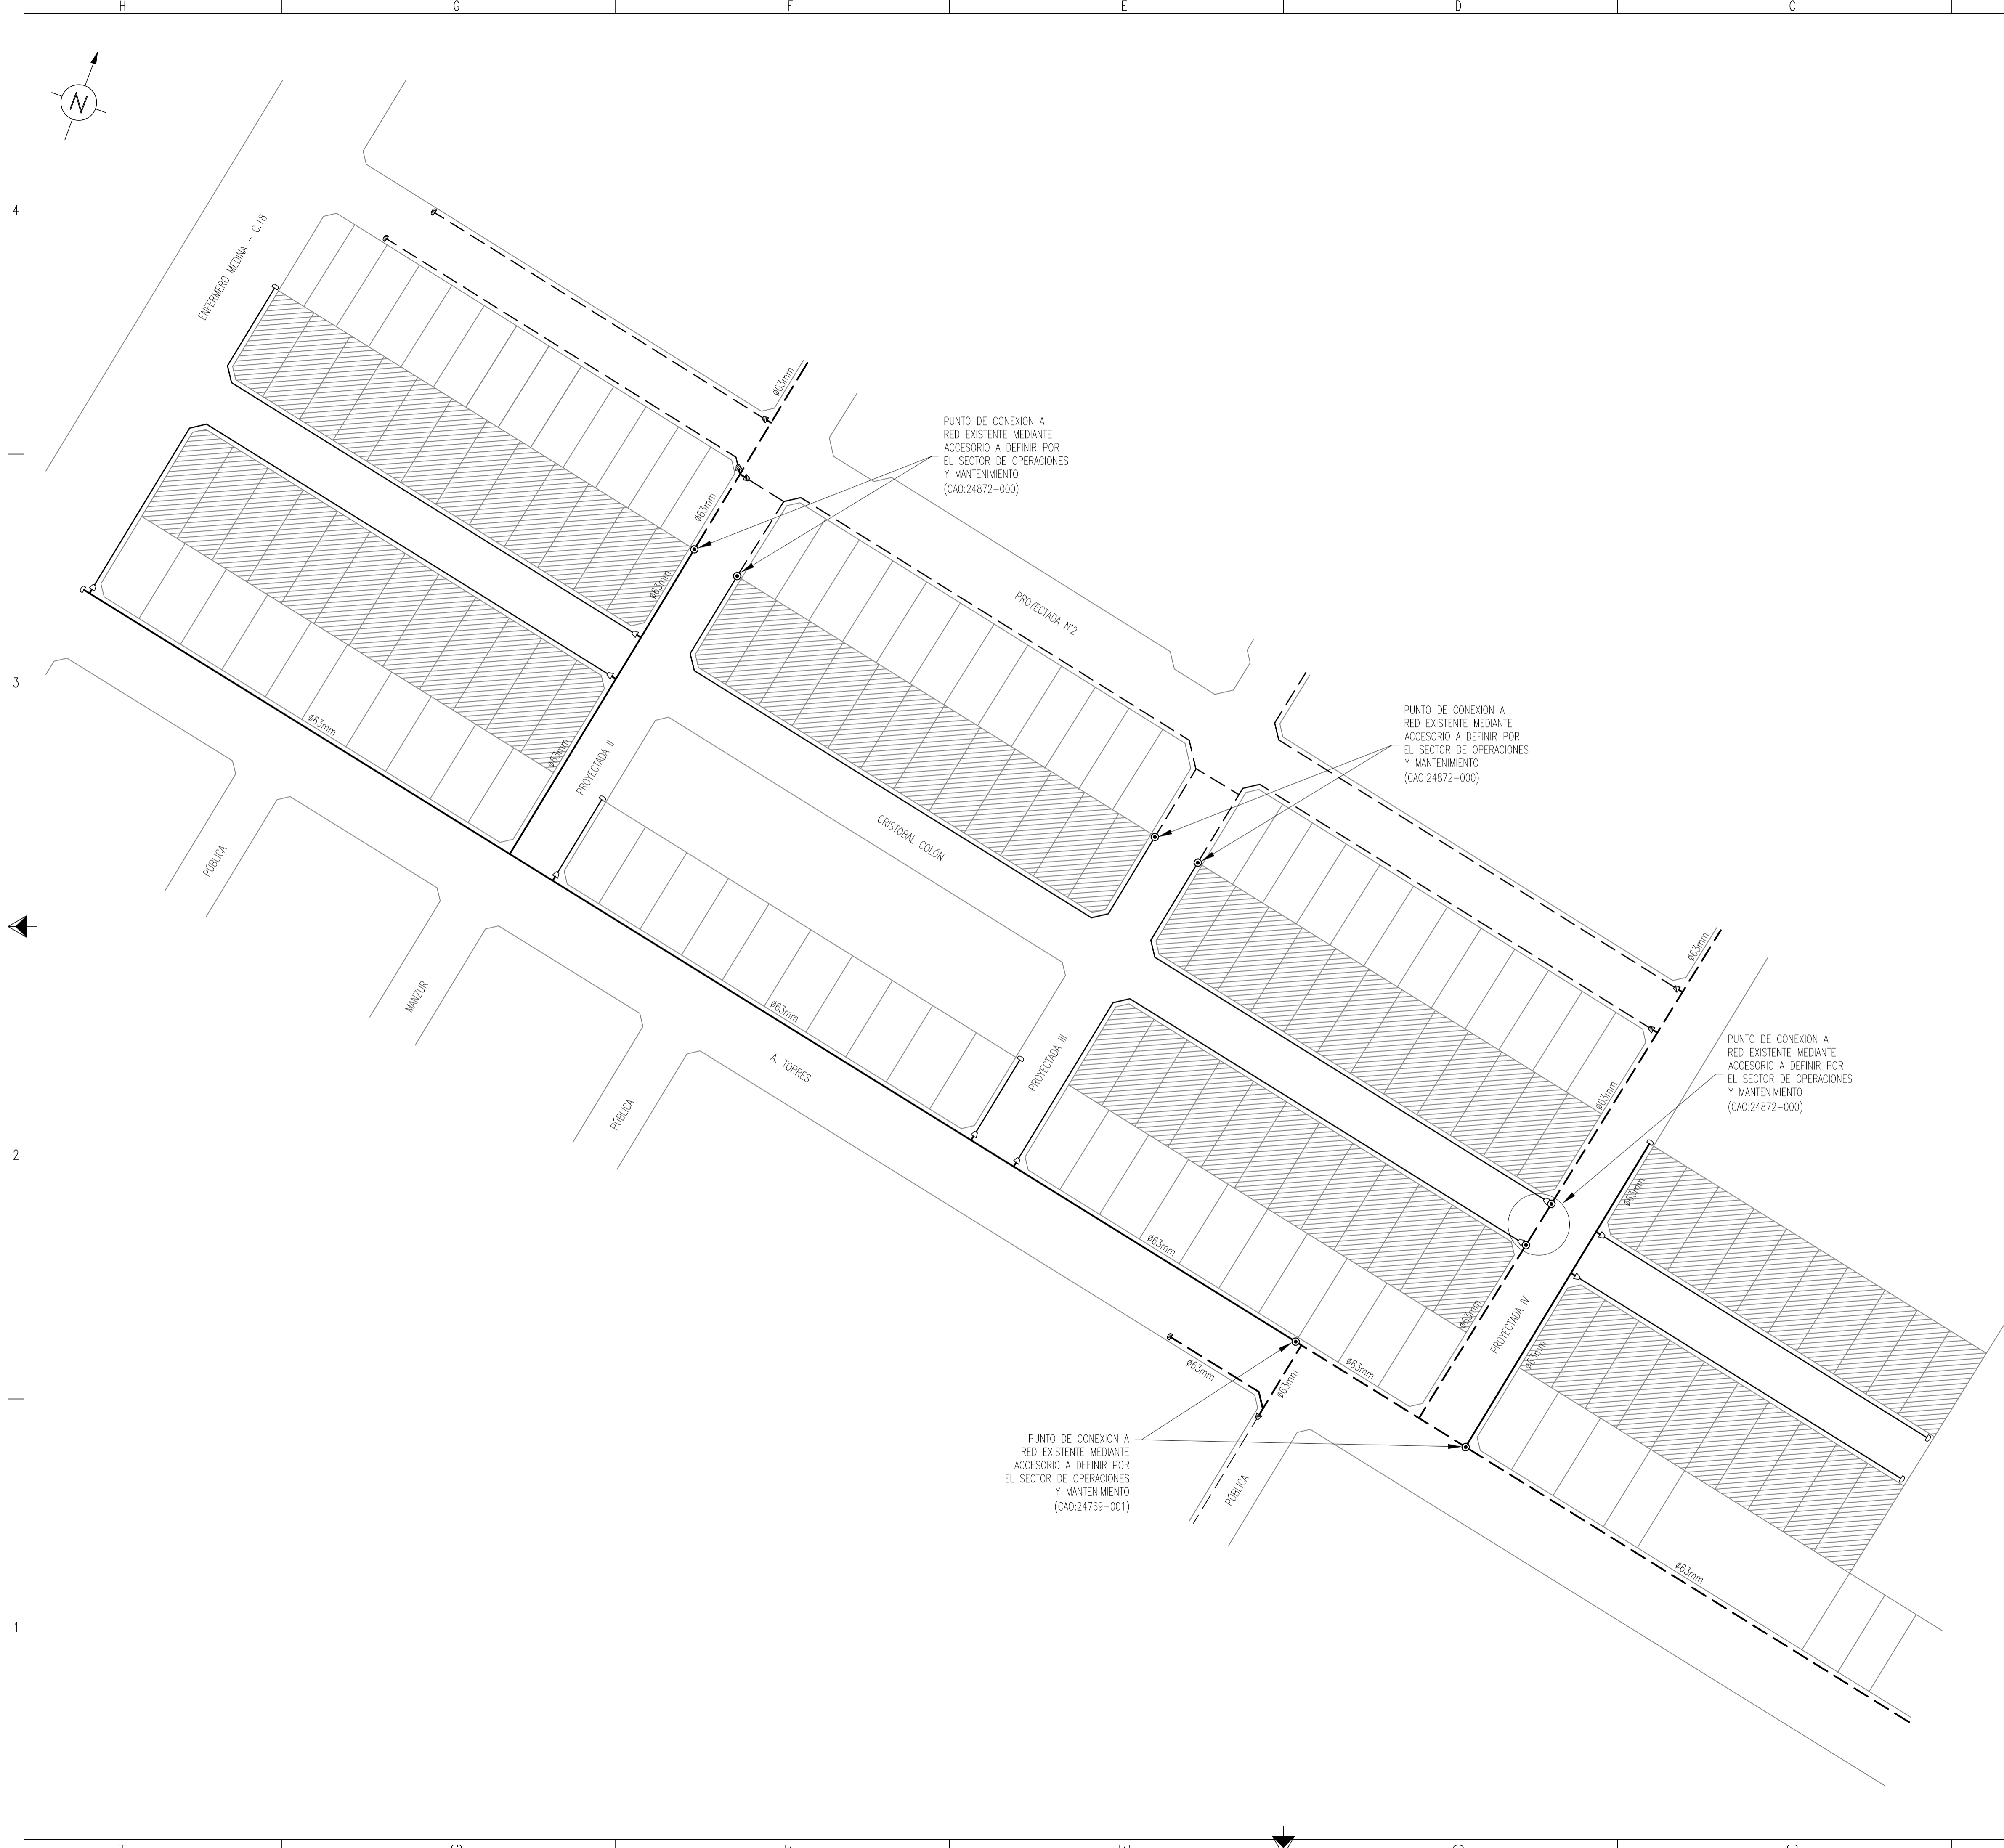 H
G
F
E
D
C
N
4
3
2
1
ENFERMERO MEDINA - C.18
ø63mm
PUNTO DE CONEXION A
RED EXISTENTE MEDIANTE
ACCESORIO A DEFINIR POR
EL SECTOR DE OPERACIONES
Y MANTENIMIENTO
(CAO:24872-000)
ø63mm
ø63mm
PROYECTADA N°2
ø63mm
ø63mm
PROYECTADA II
PUNTO DE CONEXION A
RED EXISTENTE MEDIANTE
ACCESORIO A DEFINIR POR
EL SECTOR DE OPERACIONES
Y MANTENIMIENTO
(CAO:24872-000)
CRISTÓBAL COLÓN
PÚBLICA
MANZUR
ø63mm
ø63mm
A. TORRES
PROYECTADA III
PÚBLICA
ø63mm
PUNTO DE CONEXION A
RED EXISTENTE MEDIANTE
ACCESORIO A DEFINIR POR
EL SECTOR DE OPERACIONES
Y MANTENIMIENTO
(CAO:24872-000)
ø63mm
ø63mm
ø63mm
PROYECTADA IV
ø63mm
ø63mm
ø63mm
ø63mm
PUNTO DE CONEXION A
RED EXISTENTE MEDIANTE
ACCESORIO A DEFINIR POR
EL SECTOR DE OPERACIONES
Y MANTENIMIENTO
(CAO:24769-001)
PÚBLICA
ø63mm